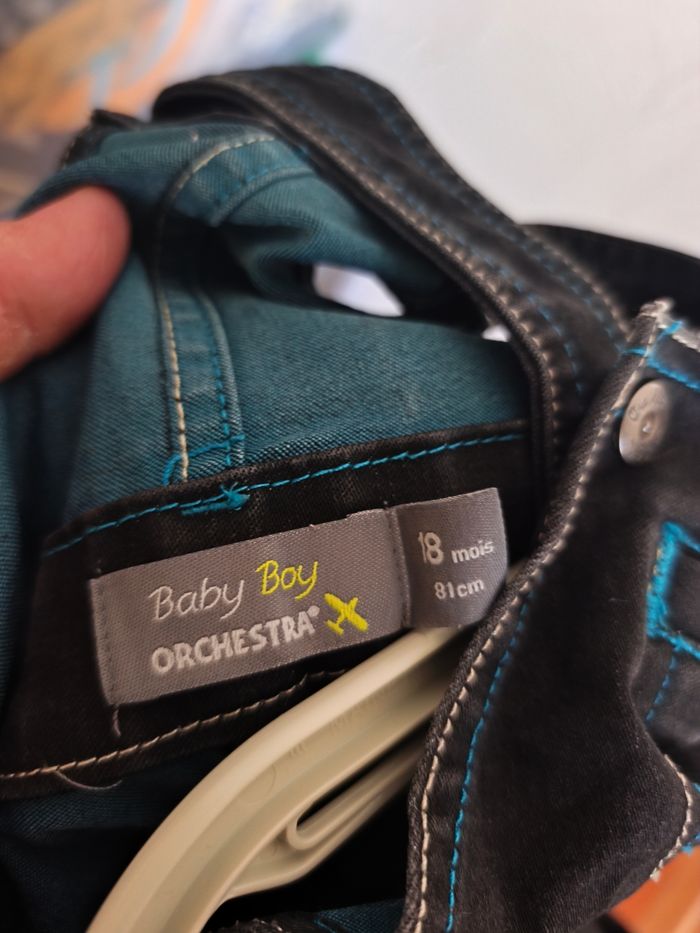 Baby Boy
ORCHESTRA®
18 mois
81cm